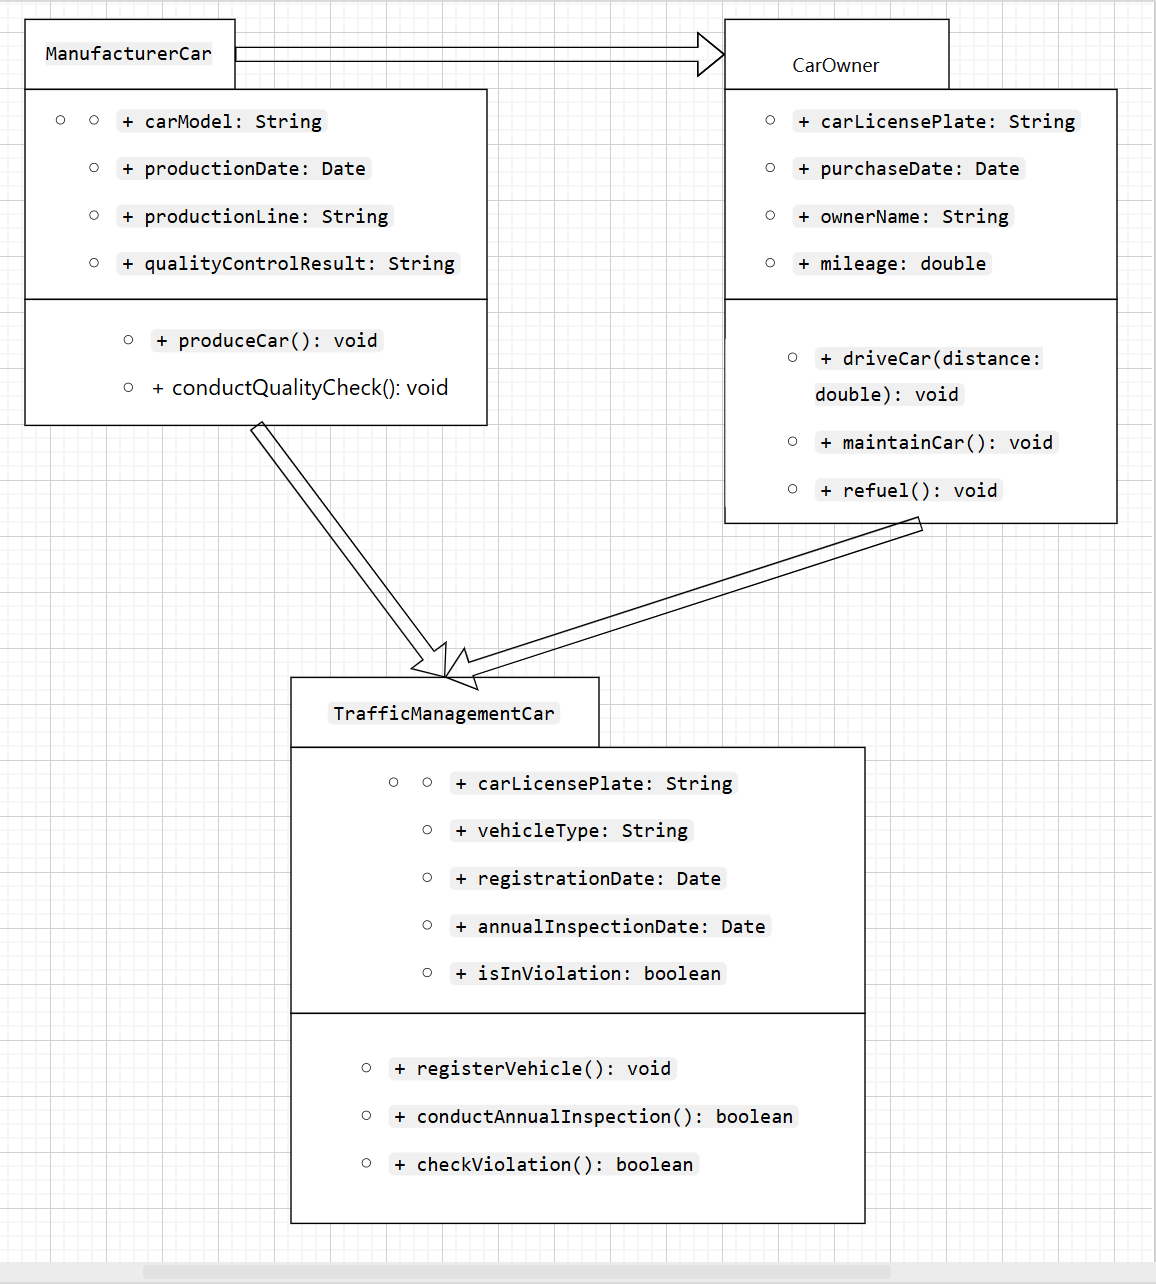 ManufacturerCar
+ carModel: String
+ productionDate: Date
+ productionLine: String
+ qualityControlResult: String
+ produceCar(): void
+ conductQualityCheck(): void
CarOwner
+ carLicensePlate: String
+ purchaseDate: Date
+ ownerName: String
+ mileage: double
+ driveCar(distance:
double): void
+ maintainCar(): void
+ refuel(): void
TrafficManagementCar
+ carLicensePlate: String
+ vehicleType: String
+ registrationDate: Date
+ annualInspectionDate: Date
+ isInViolation: boolean
+ registerVehicle(): void
+ conductAnnualInspection(): boolean
+ checkViolation(): boolean